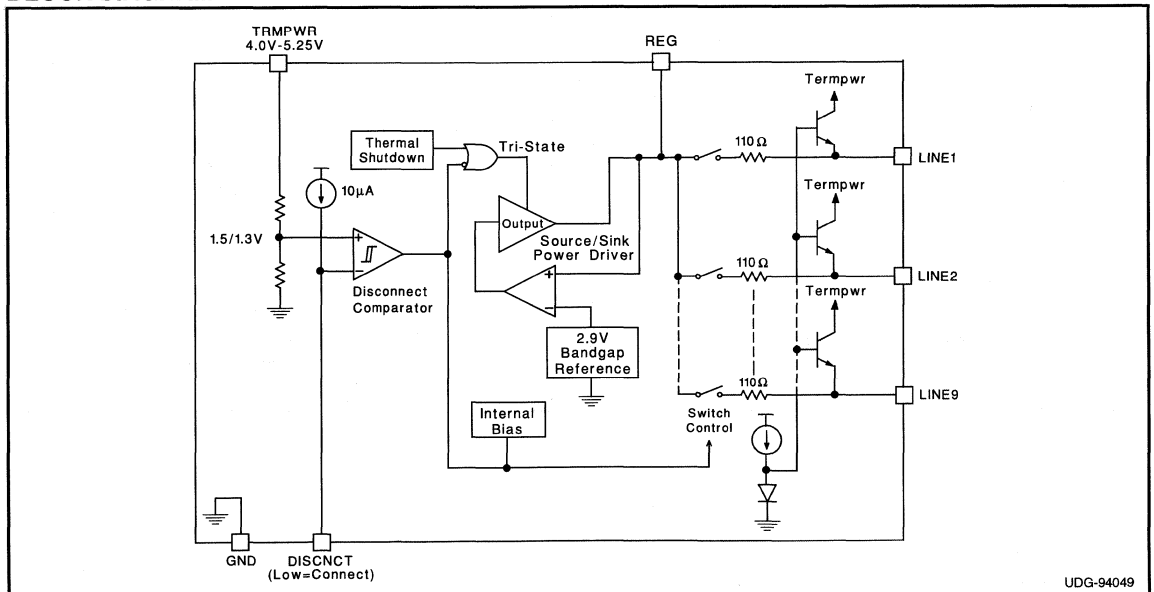 TRMPWR
4.0V-5.25V
REG
Termpwr
Thermal
Shutdown
Tri-State
110Ω
LINE1
10µA
Termpwr
1.5/1.3V
+
−
Output
Source/Sink
Power Driver
110Ω
LINE2
Disconnect
Comparator
+
−
Termpwr
2.9V
Bandgap
Reference
110Ω
LINE9
Internal
Bias
Switch
Control
GND
DISCNCT
(Low=Connect)
UDG-94049